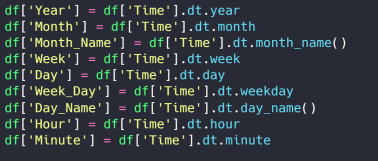 df['Year'] = df['Time'].dt.year
df['Month'] = df['Time'].dt.month
df['Month_Name'] = df['Time'].dt.month_name()
df['Week'] = df['Time'].dt.week
df['Day'] = df['Time'].dt.day
df['Week_Day'] = df['Time'].dt.weekday
df['Day_Name'] = df['Time'].dt.day_name()
df['Hour'] = df['Time'].dt.hour
df['Minute'] = df['Time'].dt.minute